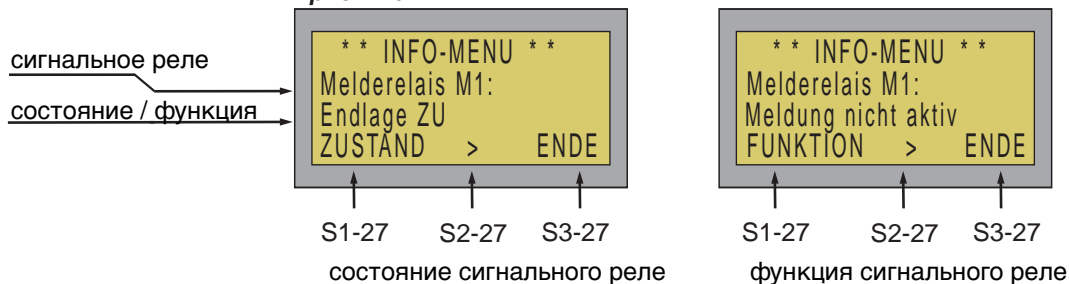 * * INFO-MENU * *
Melderelais M1:
Endlage ZU
ZUSTAND > ENDE
* * INFO-MENU * *
Melderelais M1:
Meldung nicht aktiv
FUNKTION > ENDE
сигнальное реле
состояние / функция
S1-27 S2-27 S3-27
S1-27 S2-27 S3-27
состояние сигнального реле
функция сигнального реле